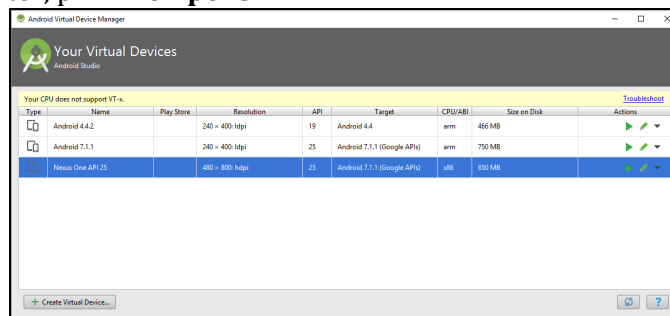 Android Virtual Device Manager
Your Virtual Devices
Android Studio
Your CPU does not support VT-x. Troubleshoot
Type Name Play Store Resolution API Target CPU/ABI Size on Disk Actions
Android 4.4.2 240 × 400: ldpi 19 Android 4.4 arm 466 MB
Android 7.1.1 240 × 400: ldpi 25 Android 7.1.1 (Google APIs) arm 750 MB
Nexus One API 25 480 × 800: hdpi 25 Android 7.1.1 (Google APIs) x86 650 MB
+ Create Virtual Device... ?